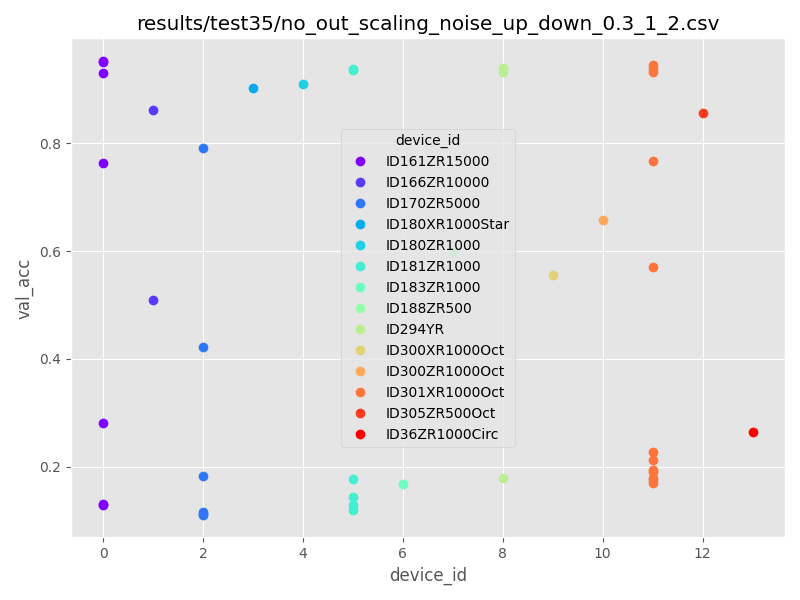 results/test35/no_out_scaling_noise_up_down_0.3_1_2.csv
val_acc
0.8
0.6
0.4
0.2
device_id
ID161ZR15000
ID166ZR10000
ID170ZR5000
ID180XR1000Star
ID180ZR1000
ID181ZR1000
ID183ZR1000
ID188ZR500
ID294YR
ID300XR1000Oct
ID300ZR1000Oct
ID301XR1000Oct
ID305ZR500Oct
ID36ZR1000Circ
0 2 4 6 8 10 12
device_id